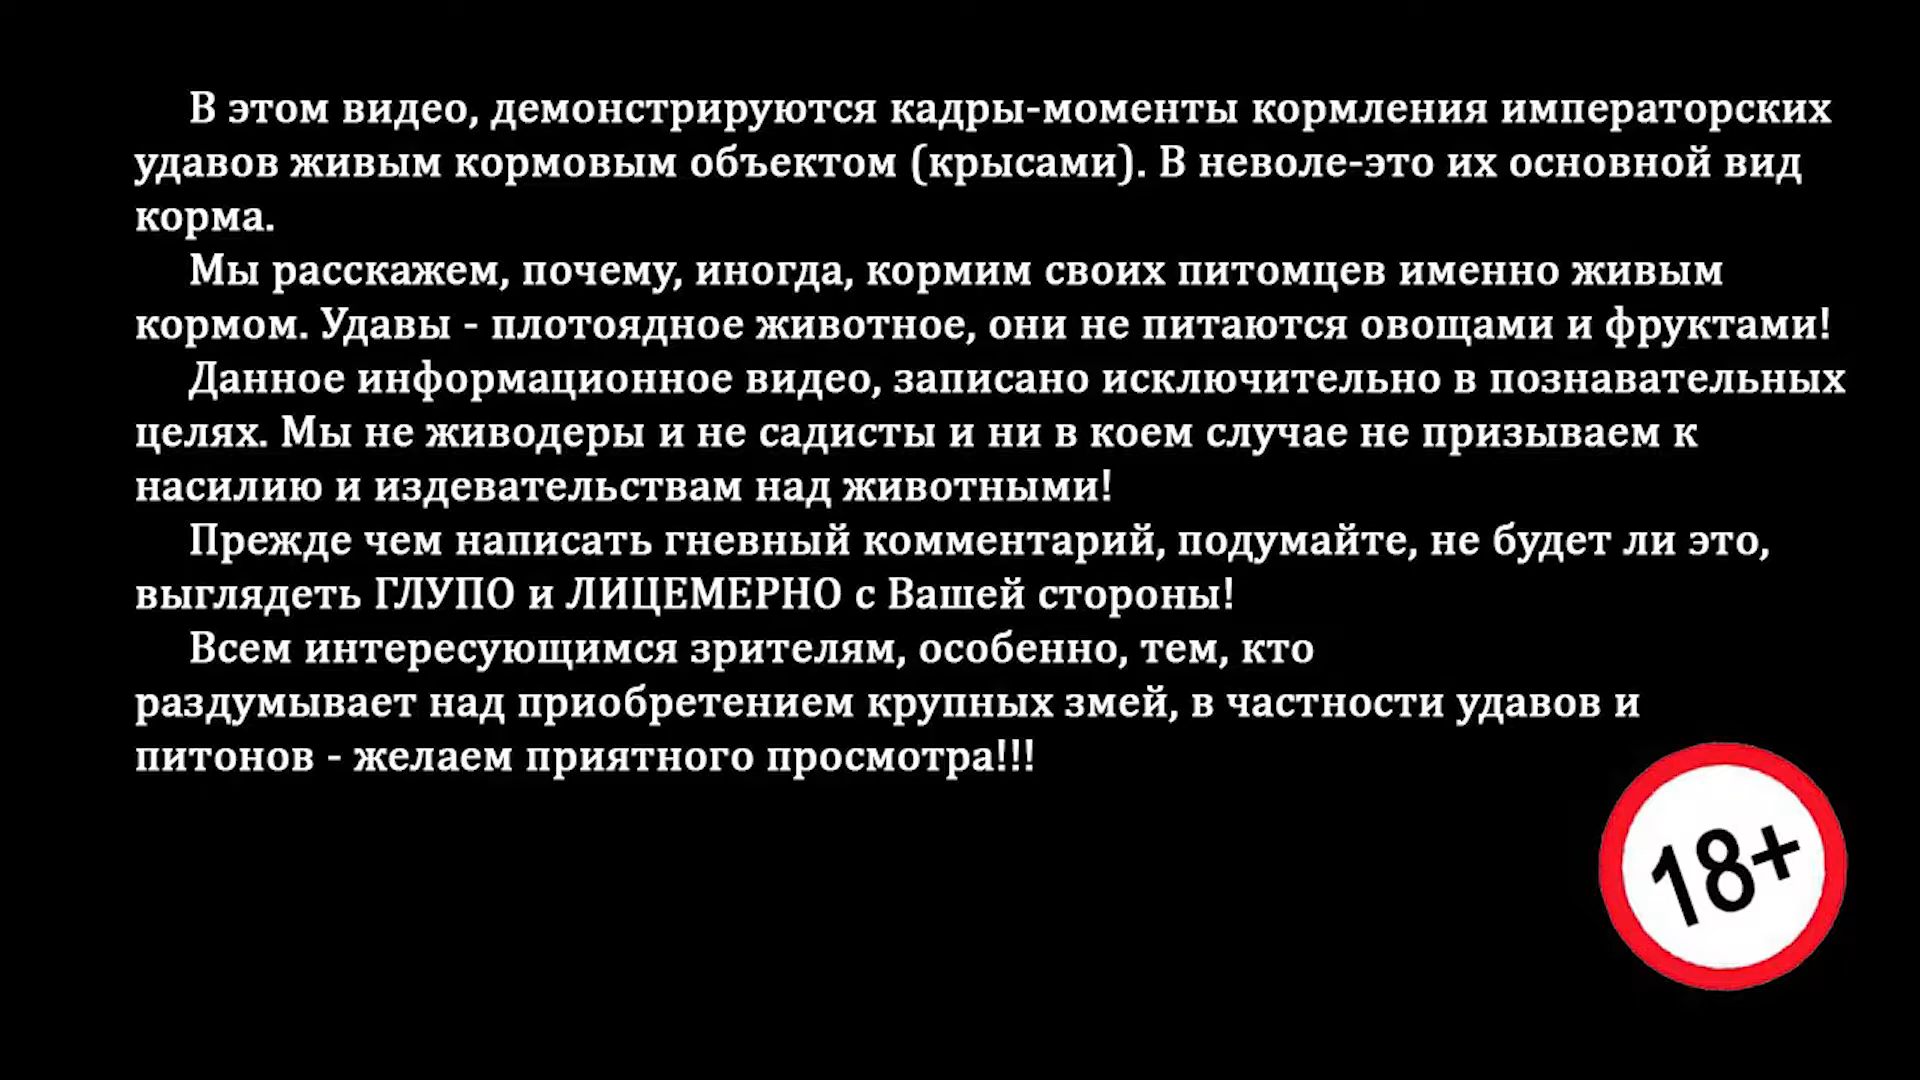 В этом видео, демонстрируются кадры-моменты кормления императорских
удавов живым кормовым объектом (крысами). В неволе-это их основной вид
корма.
Мы расскажем, почему, иногда, кормим своих питомцев именно живым
кормом. Удавы - плотоядное животное, они не питаются овощами и фруктами!
Данное информационное видео, записано исключительно в познавательных
целях. Мы не живодеры и не садисты и ни в коем случае не призываем к
насилию и издевательствам над животными!
Прежде чем написать гневный комментарий, подумайте, не будет ли это,
выглядеть ГЛУПО и ЛИЦЕМЕРНО с Вашей стороны!
Всем интересующимся зрителям, особенно, тем, кто
раздумывает над приобретением крупных змей, в частности удавов и
питонов - желаем приятного просмотра!!!
18+